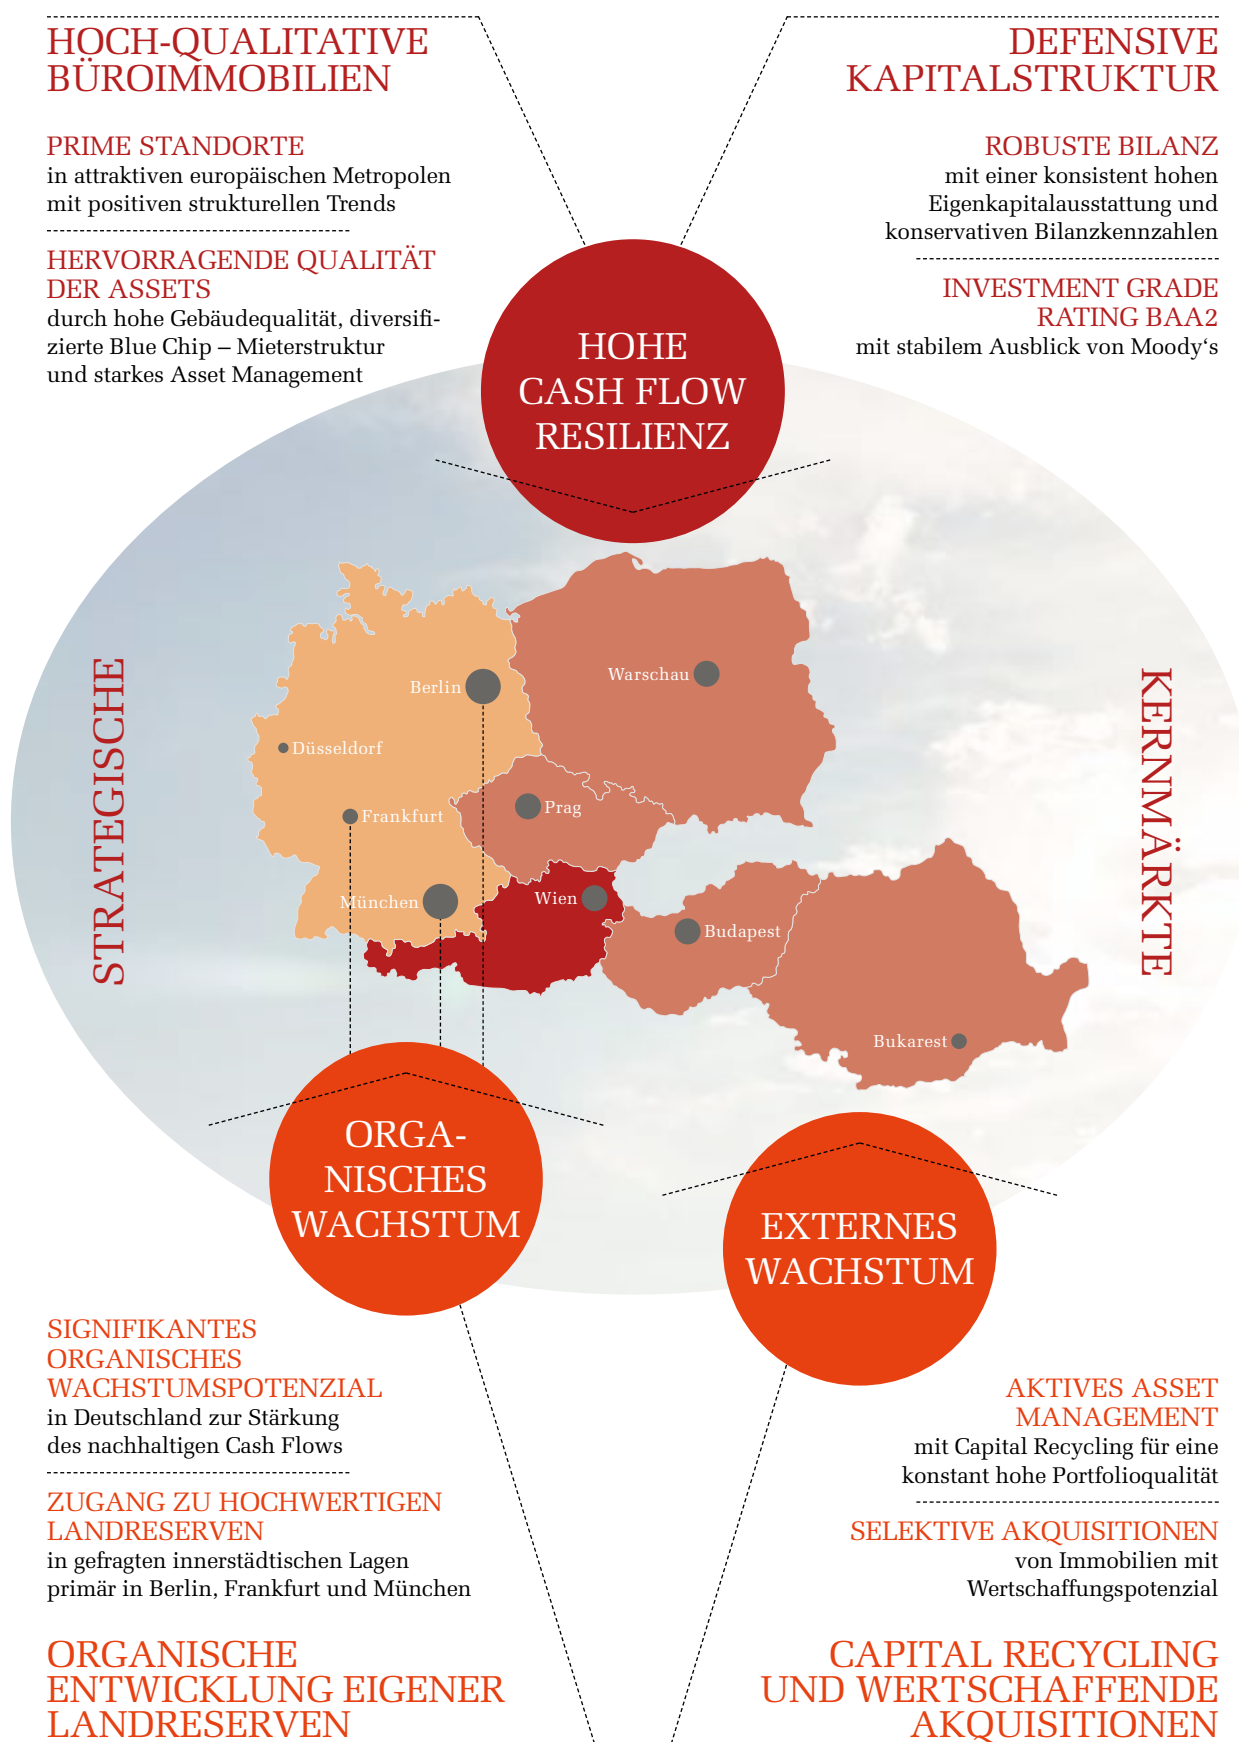 HOCH-QUALITATIVE
BÜROIMMOBILIEN
PRIME STANDORTE
in attraktiven europäischen Metropolen
mit positiven strukturellen Trends
HERVORRAGENDE QUALITÄT
DER ASSETS
durch hohe Gebäudequalität, diversifi-
zierte Blue Chip – Mieterstruktur
und starkes Asset Management
DEFENSIVE
KAPITALSTRUKTUR
ROBUSTE BILANZ
mit einer konsistent hohen
Eigenkapitalausstattung und
konservativen Bilanzkennzahlen
INVESTMENT GRADE
RATING BAA2
mit stabilem Ausblick von Moody‘s
HOHE
CASH FLOW
RESILIENZ
STRATEGISCHE
KERNMÄRKTE
Berlin
Warschau
Düsseldorf
Prag
Frankfurt
München
Wien
Budapest
Bukarest
ORGA-
NISCHES
WACHSTUM
EXTERNES
WACHSTUM
SIGNIFIKANTES
ORGANISCHES
WACHSTUMSPOTENZIAL
in Deutschland zur Stärkung
des nachhaltigen Cash Flows
ZUGANG ZU HOCHWERTIGEN
LANDRESERVEN
in gefragten innerstädtischen Lagen
primär in Berlin, Frankfurt und München
ORGANISCHE
ENTWICKLUNG EIGENER
LANDRESERVEN
AKTIVES ASSET
MANAGEMENT
mit Capital Recycling für eine
konstant hohe Portfolioqualität
SELEKTIVE AKQUISITIONEN
von Immobilien mit
Wertschaffungspotenzial
CAPITAL RECYCLING
UND WERTSCHAFFENDE
AKQUISITIONEN